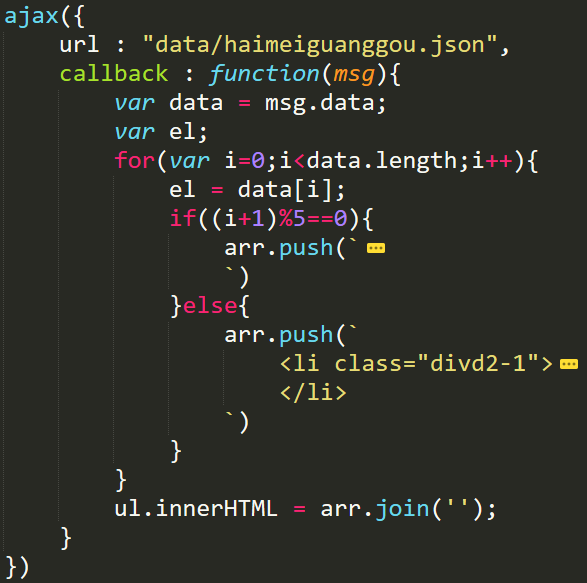 ajax({
    url : "data/haimeiguanggou.json",
    callback : function(msg){
        var data = msg.data;
        var el;
        for(var i=0;i<data.length;i++){
            el = data[i];
            if((i+1)%5==0){
                arr.push(`
                `)
            }else{
                arr.push(`
                    <li class="divd2-1">
                    </li>
                `)
            }
        }
        ul.innerHTML = arr.join('');
    }
})